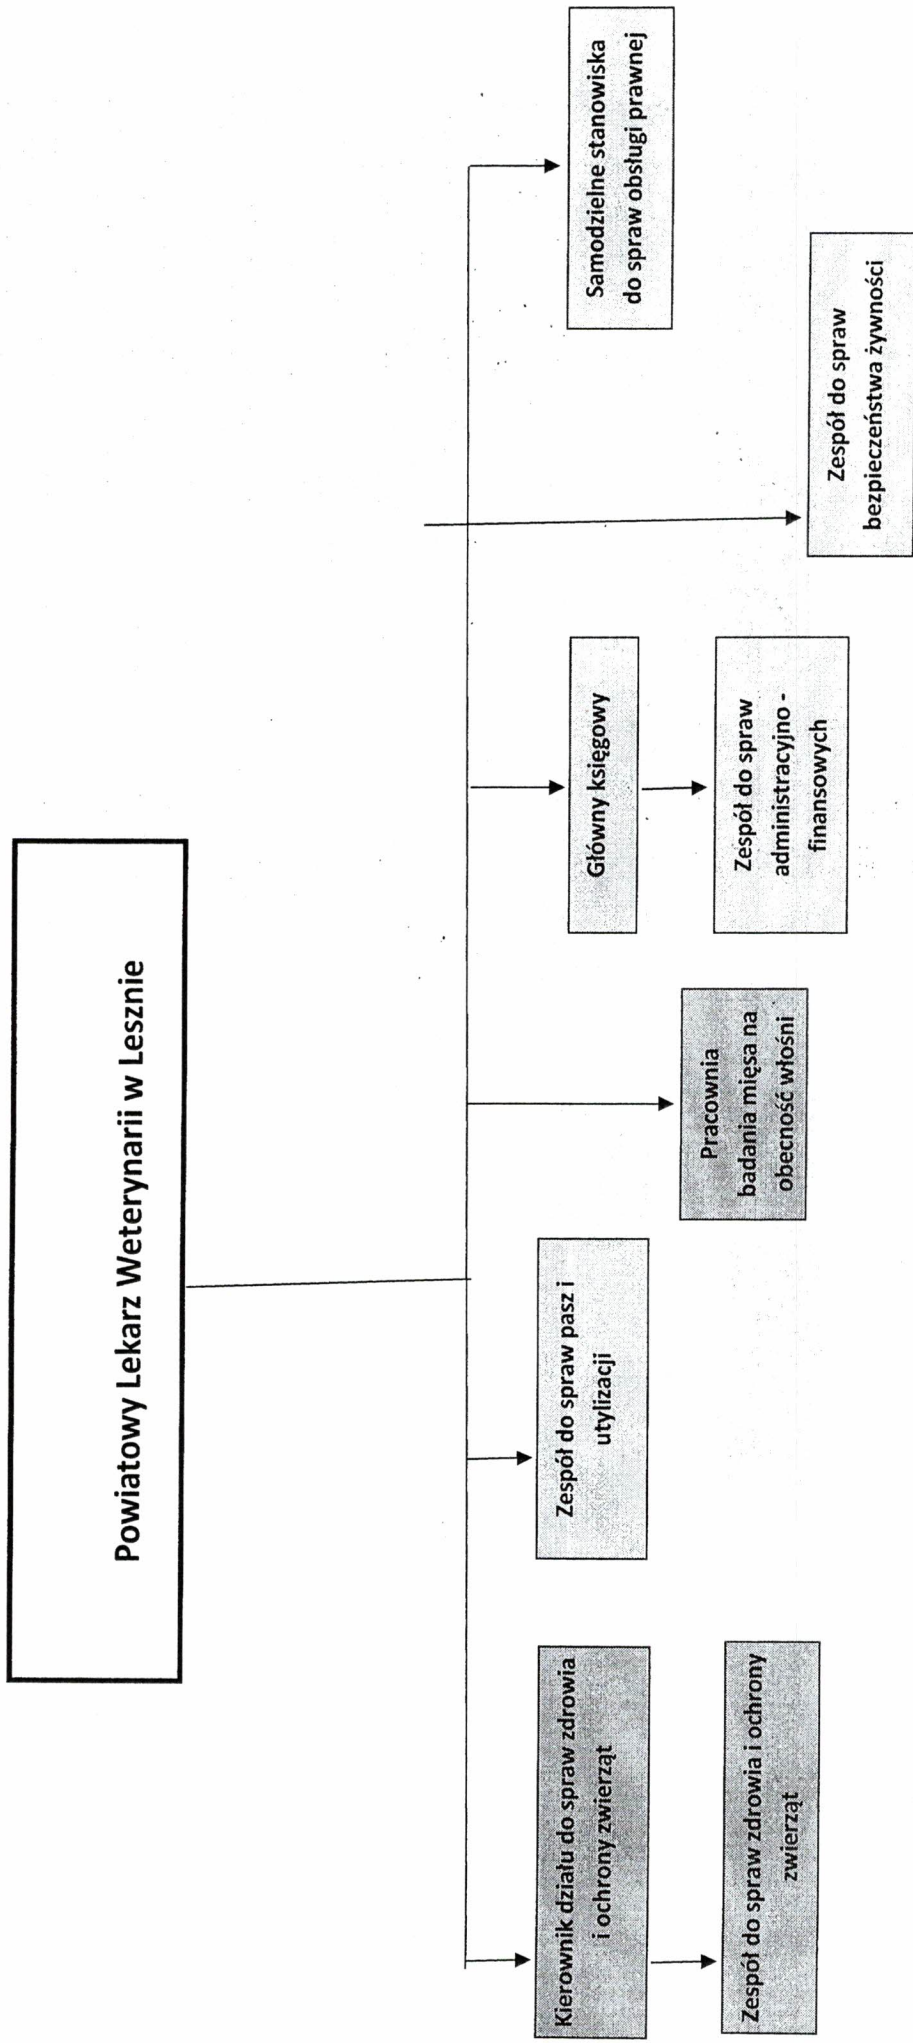 Powiatowy Lekarz Weterynarii w Lesznie
Kierownik działu do spraw zdrowia
i ochrony zwierząt
Zespół do spraw zdrowia i ochrony
zwierząt
Zespół do spraw pasz i
utylizacji
Pracownia
badania mięsa na
obecność włośni
Główny księgowy
Zespół do spraw
administracyjno -
finansowych
Zespół do spraw
bezpieczeństwa żywności
Samodzielne stanowiska
do spraw obsługi prawnej